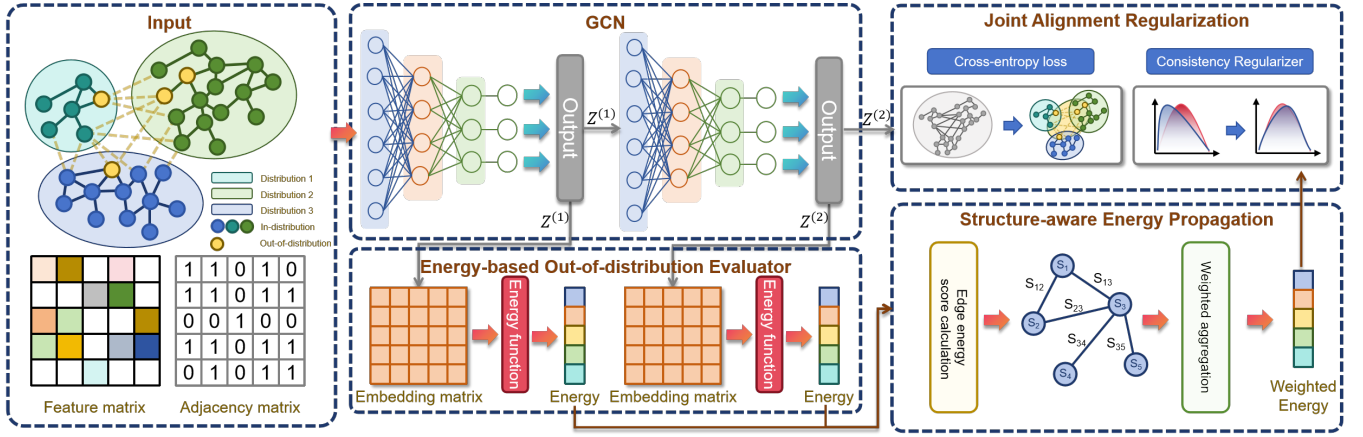 Input
Distribution 1
Distribution 2
Distribution 3
In-distribution
Out-of-distribution
1 1 0 1 0
1 1 0 1 1
0 0 1 0 0
1 1 0 1 1
0 1 0 1 1
Feature matrix
Adjacency matrix
GCN
Output
Z(1)
Output
Z(2)
Z(1)
Z(2)
Energy-based Out-of-distribution Evaluator
Energy function
Energy function
Embedding matrix
Energy
Embedding matrix
Energy
Joint Alignment Regularization
Cross-entropy loss
Consistency Regularizer
Structure-aware Energy Propagation
Edge energy
score calculation
S1
S12
S13
S3
S2
S23
S34
S35
S4
S5
Weighted aggregation
Weighted
Energy